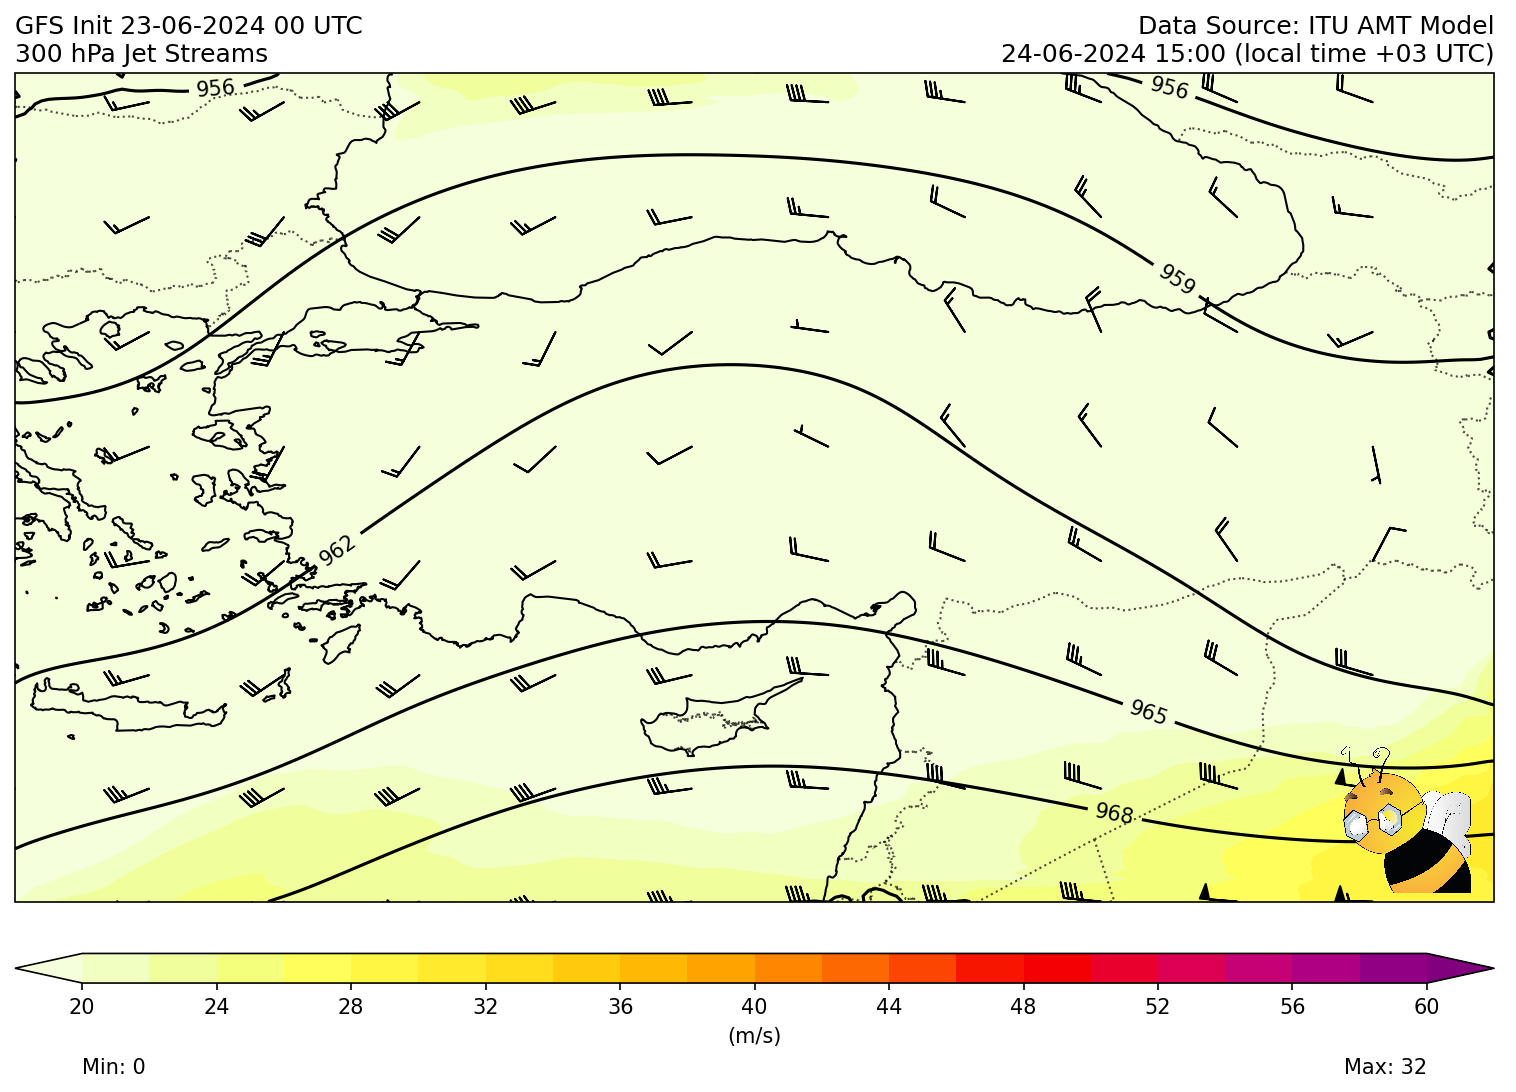 GFS Init 23-06-2024 00 UTC
Data Source: ITU AMT Model
300 hPa Jet Streams
24-06-2024 15:00 (local time +03 UTC)
956
956
959
962
965
968
20 24 28 32 36 40 44 48 52 56 60
(m/s)
Min: 0
Max: 32